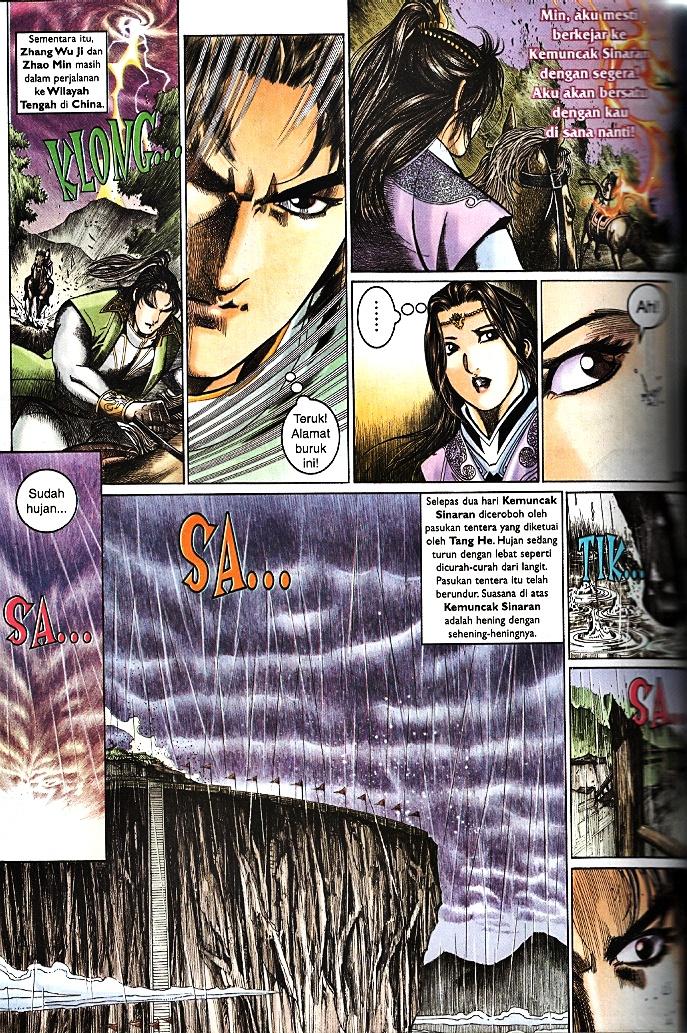 Sementara itu,
Zhang Wu Ji dan
Zhao Min masih
dalam perjalanan
ke Wilayah
Tengah di China.
KLONG...
Teruk!
Alamat
buruk
ini!
Min, aku mesti
berkejar ke
Kemuncak Sinaran
dengan segera!
Aku akan bersatu
dengan kau
di sana nanti!
......
Ah!
Sudah
hujan...
SA...
SA...
Selepas dua hari Kemuncak
Sinaran diceroboh oleh
pasukan tentera yang diketuai
oleh Tang He. Hujan sedang
turun dengan lebat seperti
dicurah-curah dari langit.
Pasukan tentera itu telah
berundur. Suasana di atas
Kemuncak Sinaran
adalah hening dengan
sehening-heningnya.
TIK...
SA...